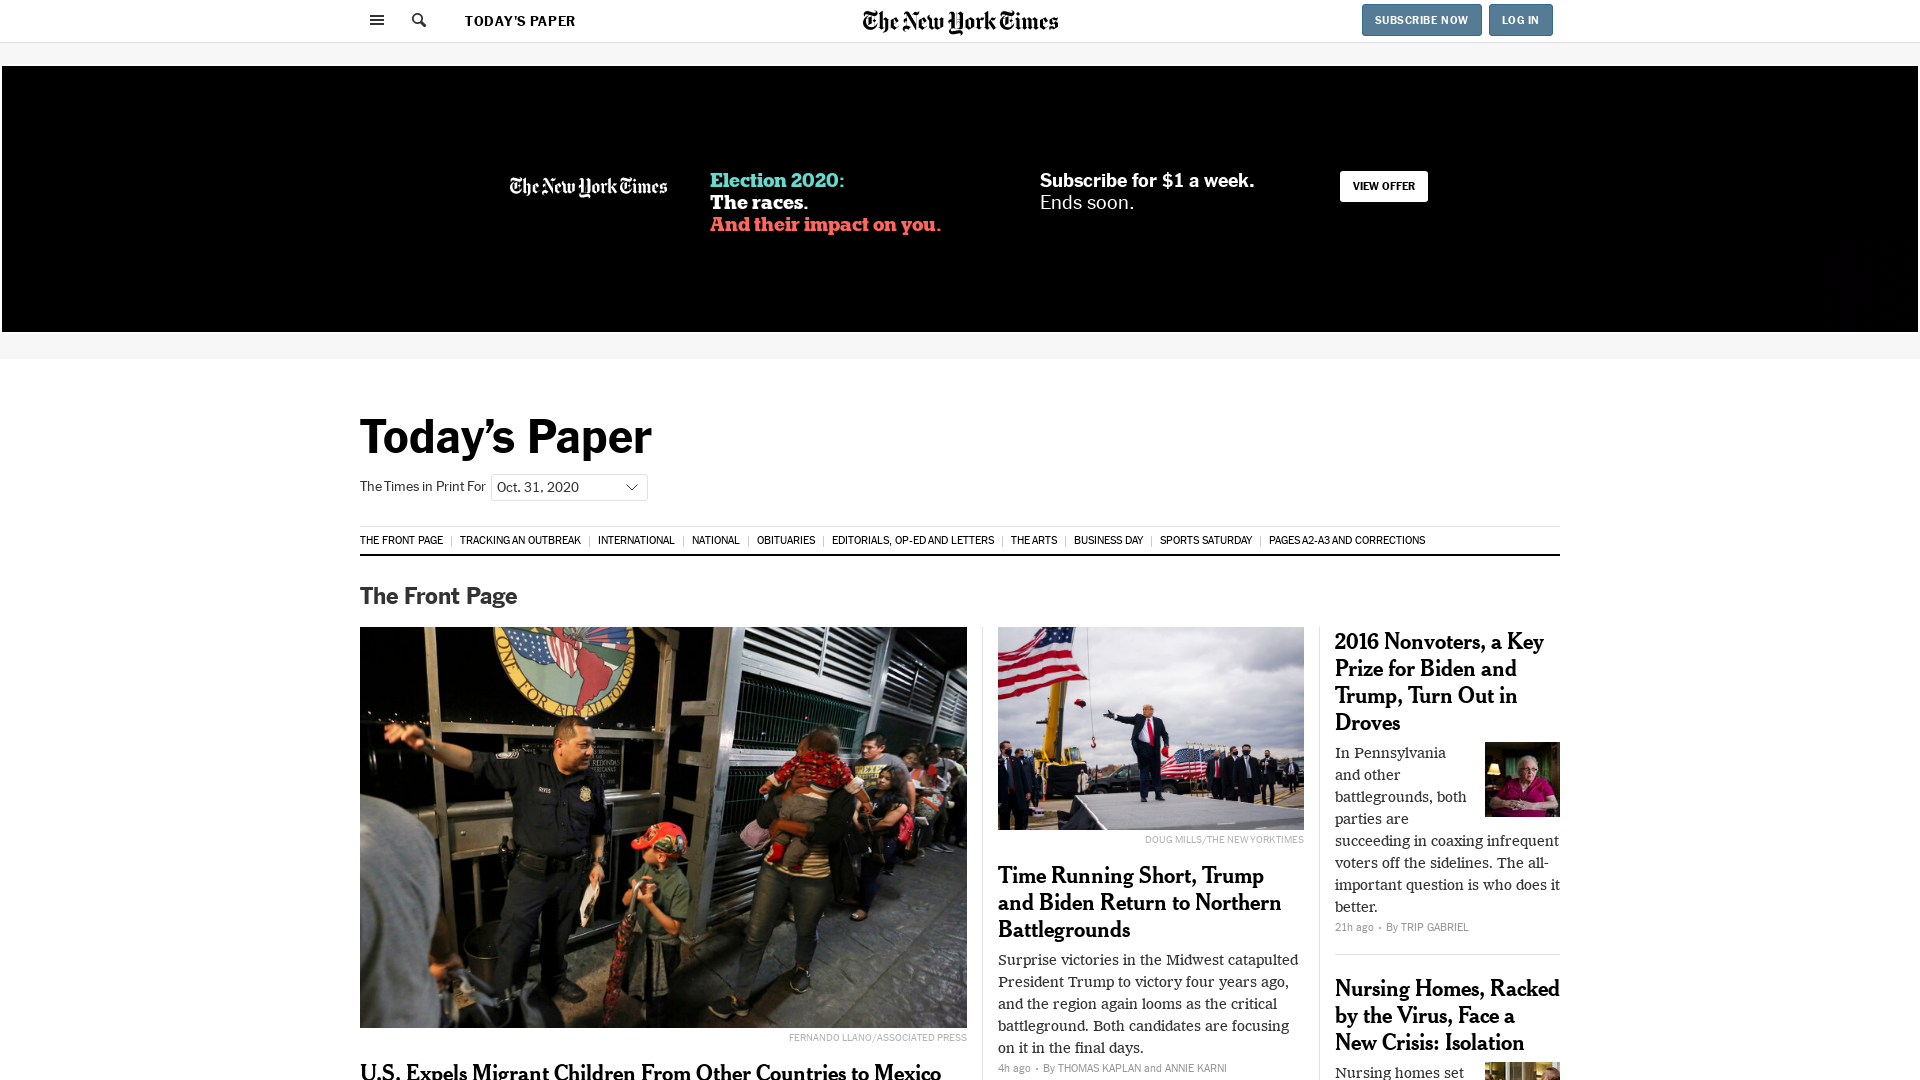 TODAY'S PAPER
The New York Times
SUBSCRIBE NOW
LOG IN
The New York Times
Election 2020:
The races.
And their impact on you.
Subscribe for $1 a week.
Ends soon.
VIEW OFFER
Today’s Paper
The Times in Print For
Oct. 31, 2020
THE FRONT PAGE
TRACKING AN OUTBREAK
INTERNATIONAL
NATIONAL
OBITUARIES
EDITORIALS, OP-ED AND LETTERS
THE ARTS
BUSINESS DAY
SPORTS SATURDAY
PAGES A2-A3 AND CORRECTIONS
The Front Page
FERNANDO LLANO/ASSOCIATED PRESS
U.S. Expels Migrant Children From Other Countries to Mexico
DOUG MILLS/THE NEW YORKTIMES
Time Running Short, Trump
and Biden Return to Northern
Battlegrounds
Surprise victories in the Midwest catapulted
President Trump to victory four years ago,
and the region again looms as the critical
battleground. Both candidates are focusing
on it in the final days.
4h ago • By THOMAS KAPLAN and ANNIE KARNI
2016 Nonvoters, a Key
Prize for Biden and
Trump, Turn Out in
Droves
In Pennsylvania
and other
battlegrounds, both
parties are
succeeding in coaxing infrequent
voters off the sidelines. The all-
important question is who does it
better.
21h ago • By TRIP GABRIEL
Nursing Homes, Racked
by the Virus, Face a
New Crisis: Isolation
Nursing homes set